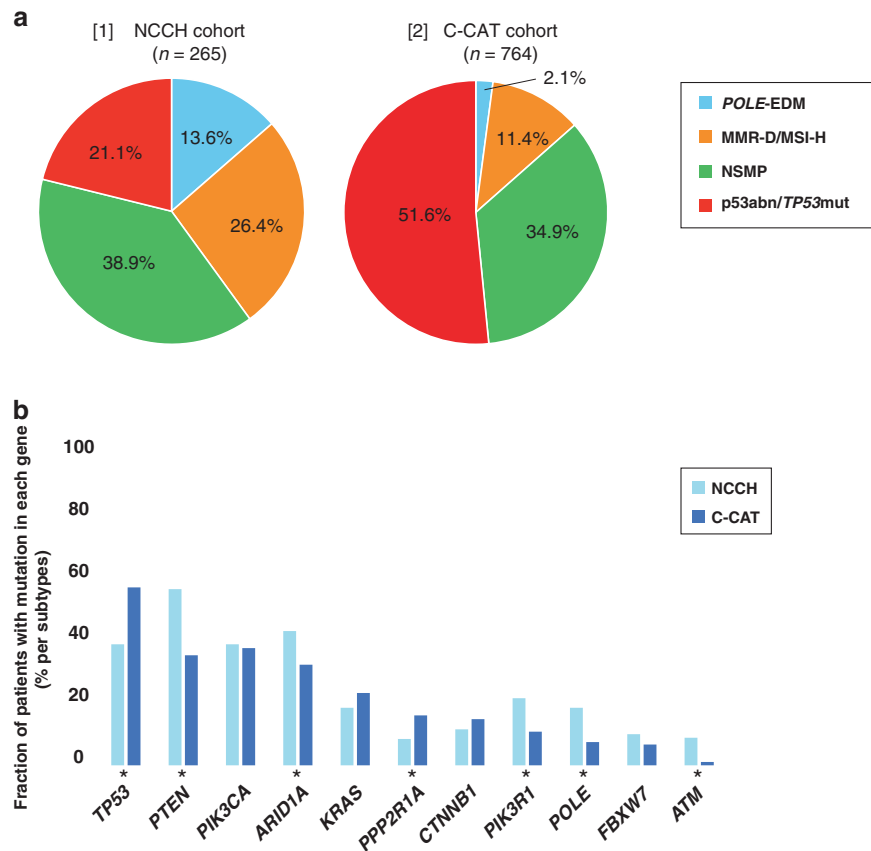 a
[1] NCCH cohort
(n = 265)
13.6%
26.4%
38.9%
21.1%
[2] C-CAT cohort
(n = 764)
2.1%
11.4%
34.9%
51.6%
POLE-EDM
MMR-D/MSI-H
NSMP
p53abn/TP53mut
b
Fraction of patients with mutation in each gene
(% per subtypes)
100
80
60
40
20
0
NCCH
C-CAT
* * * * * * *
TP53
PTEN
PIK3CA
ARID1A
KRAS
PPP2R1A
CTNNB1
PIK3R1
POLE
FBXW7
ATM